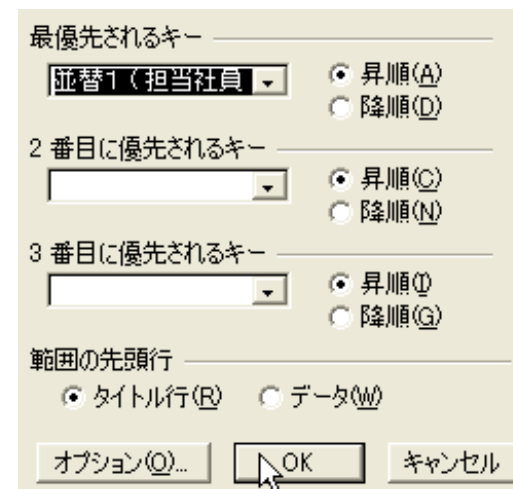 最優先されるキー
並替1(担当社員
昇順(A)
降順(D)
2 番目に優先されるキー
昇順(C)
降順(N)
3 番目に優先されるキー
昇順(I)
降順(G)
範囲の先頭行
タイトル行(R) データ(W)
オプション(O)... OK キャンセル